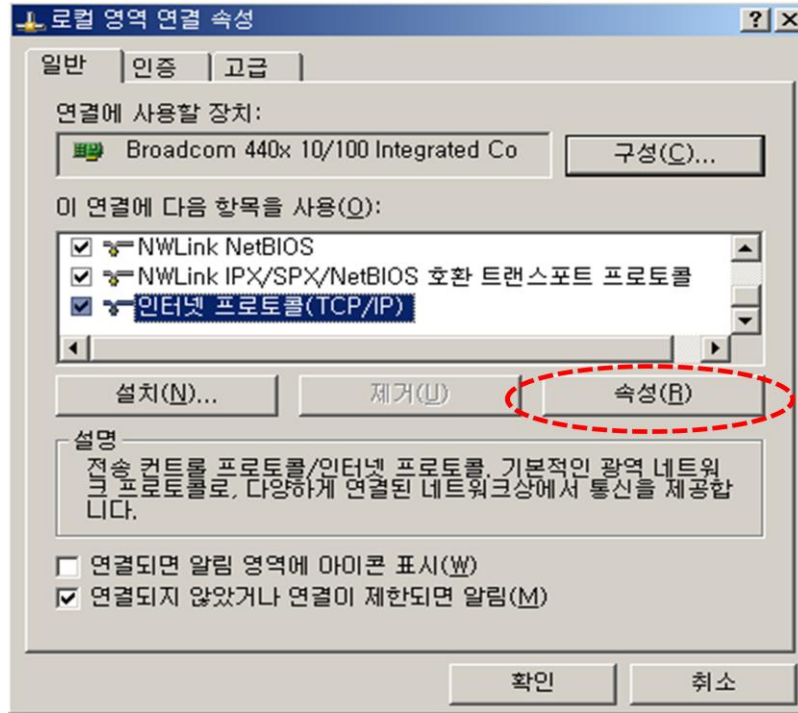 로컬 영역 연결 속성
일반 인증 고급
연결에 사용할 장치:
Broadcom 440x 10/100 Integrated Co 구성(C)...
이 연결에 다음 항목을 사용(O):
NWLink NetBIOS
NWLink IPX/SPX/NetBIOS 호환 트랜스포트 프로토콜
인터넷 프로토콜(TCP/IP)
설치(N)... 제거(U) 속성(R)
설명
전송 컨트롤 프로토콜/인터넷 프로토콜. 기본적인 광역 네트워
크 프로토콜로, 다양하게 연결된 네트워크상에서 통신을 제공합
니다.
연결되면 알림 영역에 아이콘 표시(W)
연결되지 않았거나 연결이 제한되면 알림(M)
확인 취소